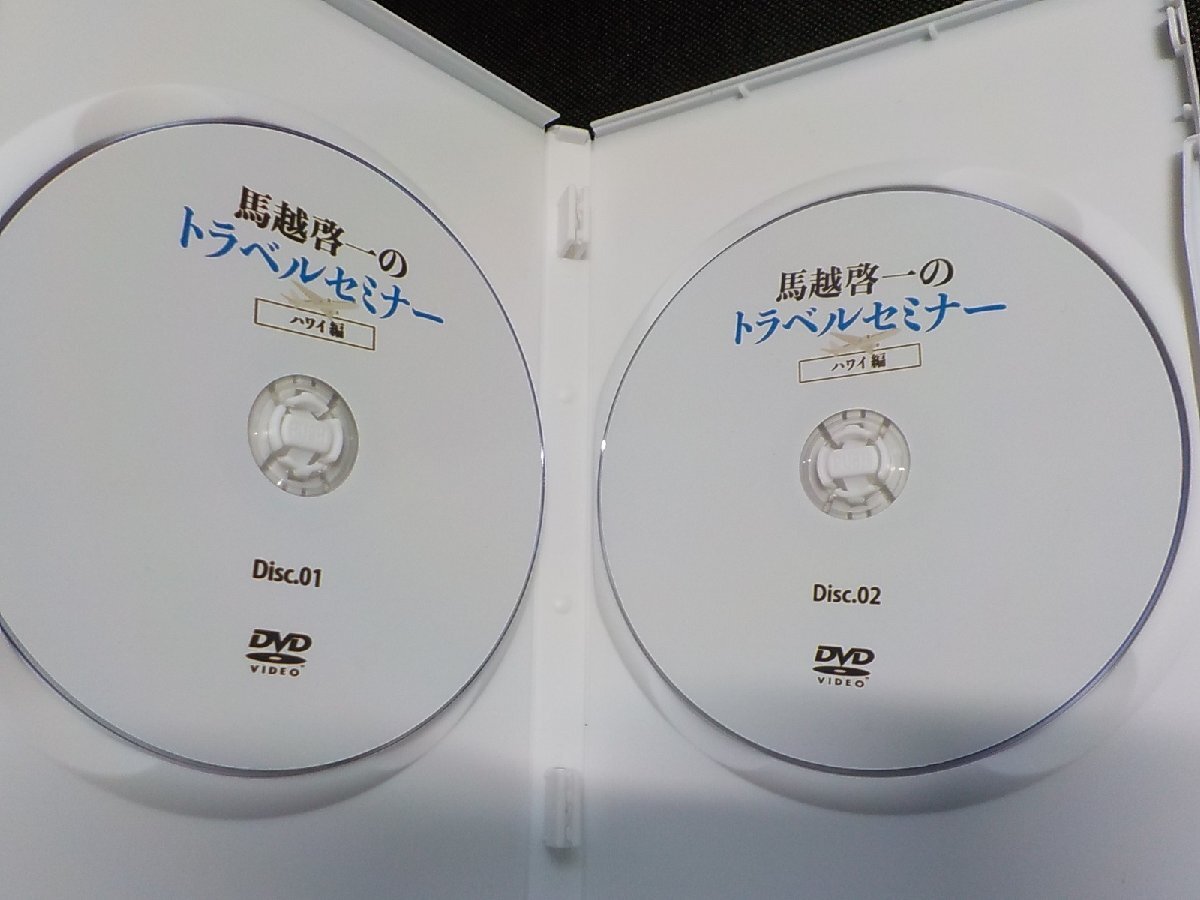 馬越啓一の
トラベルセミナー
ハワイ編
Disc.01
DVD
VIDEO™
馬越啓一の
トラベルセミナー
ハワイ編
Disc.02
DVD
VIDEO™